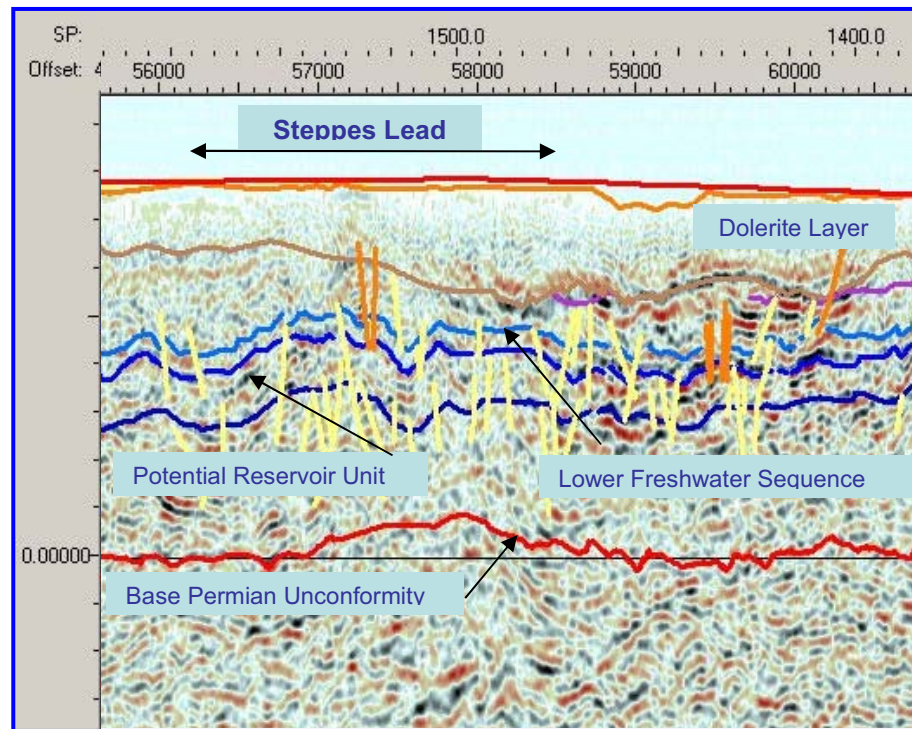 SP: 1500.0 1400.0
Offset: 4 56000 57000 58000 59000 60000
Steppes Lead
Dolerite Layer
Potential Reservoir Unit
Lower Freshwater Sequence
0.00000
Base Permian Unconformity